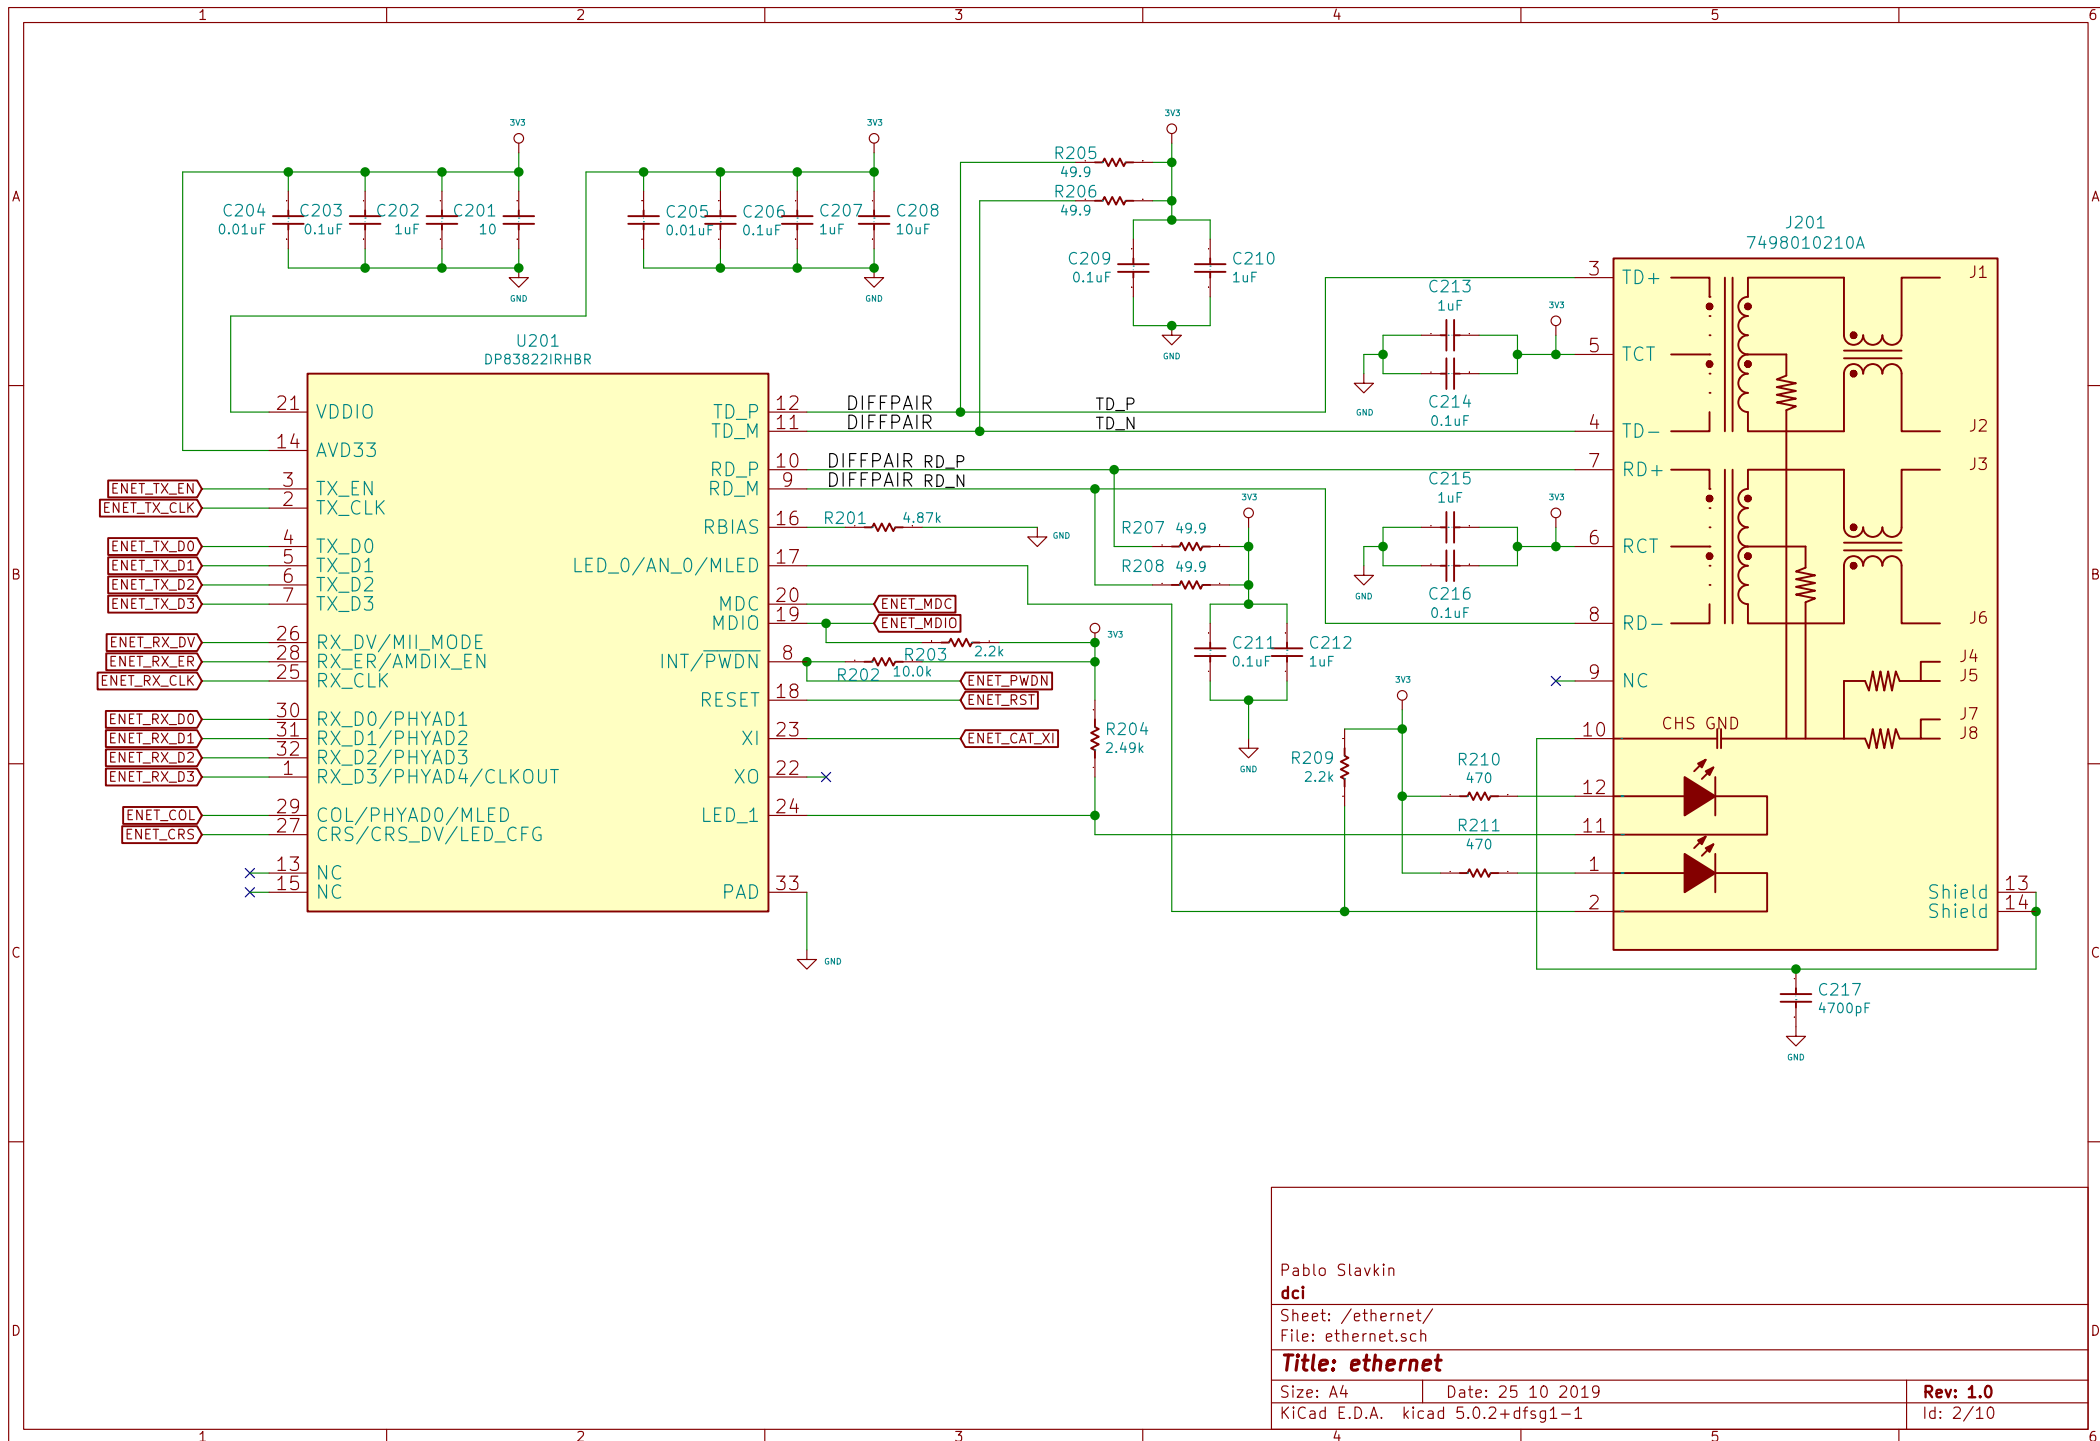 1 2 3 4 5 6
A A
B B
C C
D D
3V3
C204
0.01uF
C203
0.1uF
C202
1uF
C201
10
GND
3V3
C205
0.01uF
C206
0.1uF
C207
1uF
C208
10uF
GND
3V3
R205
49.9
R206
49.9
C209
0.1uF
C210
1uF
GND
U201
DP83822IRHBR
21 VDDIO
14 AVD33
ENET_TX_EN 3 TX_EN
ENET_TX_CLK 2 TX_CLK
ENET_TX_D0 4 TX_D0
ENET_TX_D1 5 TX_D1
ENET_TX_D2 6 TX_D2
ENET_TX_D3 7 TX_D3
ENET_RX_DV 26 RX_DV/MII_MODE
ENET_RX_ER 28 RX_ER/AMDIX_EN
ENET_RX_CLK 25 RX_CLK
ENET_RX_D0 30 RX_D0/PHYAD1
ENET_RX_D1 31 RX_D1/PHYAD2
ENET_RX_D2 32 RX_D2/PHYAD3
ENET_RX_D3 1 RX_D3/PHYAD4/CLKOUT
ENET_COL 29 COL/PHYAD0/MLED
ENET_CRS 27 CRS/CRS_DV/LED_CFG
13 NC
15 NC
TD_P 12 DIFFPAIR TD_P
TD_M 11 DIFFPAIR TD_N
RD_P 10 DIFFPAIR RD_P
RD_M 9 DIFFPAIR RD_N
RBIAS 16 R201 4.87k GND
LED_0/AN_0/MLED 17
MDC 20 ENET_MDC
MDIO 19 ENET_MDIO
R203 2.2k
INT/PWDN 8
R202 10.0k
ENET_PWDN
RESET 18 ENET_RST
XI 23 ENET_CAT_XI
XO 22
LED_1 24
PAD 33
GND
3V3
R204
2.49k
3V3
R207 49.9
R208 49.9
C211
0.1uF
C212
1uF
GND
C213
1uF
3V3
C214
0.1uF
GND
C215
1uF
3V3
C216
0.1uF
GND
3V3
R209
2.2k
R210
470
R211
470
J201
7498010210A
3 TD+ J1
5 TCT
4 TD- J2
7 RD+ J3
6 RCT
8 RD- J6
9 NC J4
J5
J7
10 CHS GND J8
12
11
1
2
Shield 13
Shield 14
C217
4700pF
GND
Pablo Slavkin
dci
Sheet: /ethernet/
File: ethernet.sch
Title: ethernet
Size: A4 Date: 25 10 2019 Rev: 1.0
KiCad E.D.A. kicad 5.0.2+dfsg1-1 Id: 2/10
1 2 3 4 5 6